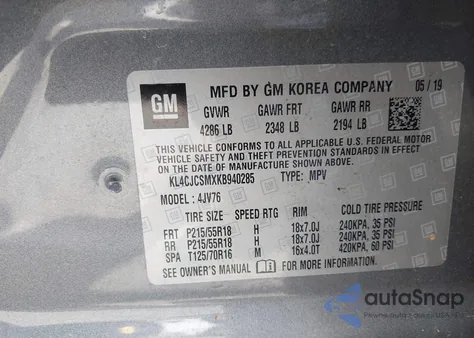 GM
MFD BY GM KOREA COMPANY 05 / 19
GVWR GAWR FRT GAWR RR
4286 LB 2348 LB 2194 LB
THIS VEHICLE CONFORMS TO ALL APPLICABLE U.S. FEDERAL MOTOR
VEHICLE SAFETY AND THEFT PREVENTION STANDARDS IN EFFECT
ON THE DATE OF MANUFACTURE SHOWN ABOVE.
KL4CJCSMXKB940285 TYPE: MPV
MODEL : 4JV76
TIRE SIZE SPEED RTG RIM COLD TIRE PRESSURE
FRT P215/55R18 H 18x7.0J 240KPA, 35 PSI
RR P215/55R18 H 18x7.0J 240KPA, 35 PSI
SPA T125/70R16 M 16x4.0T 420KPA, 60 PSI
SEE OWNER'S MANUAL FOR MORE INFORMATION.
autoSnap